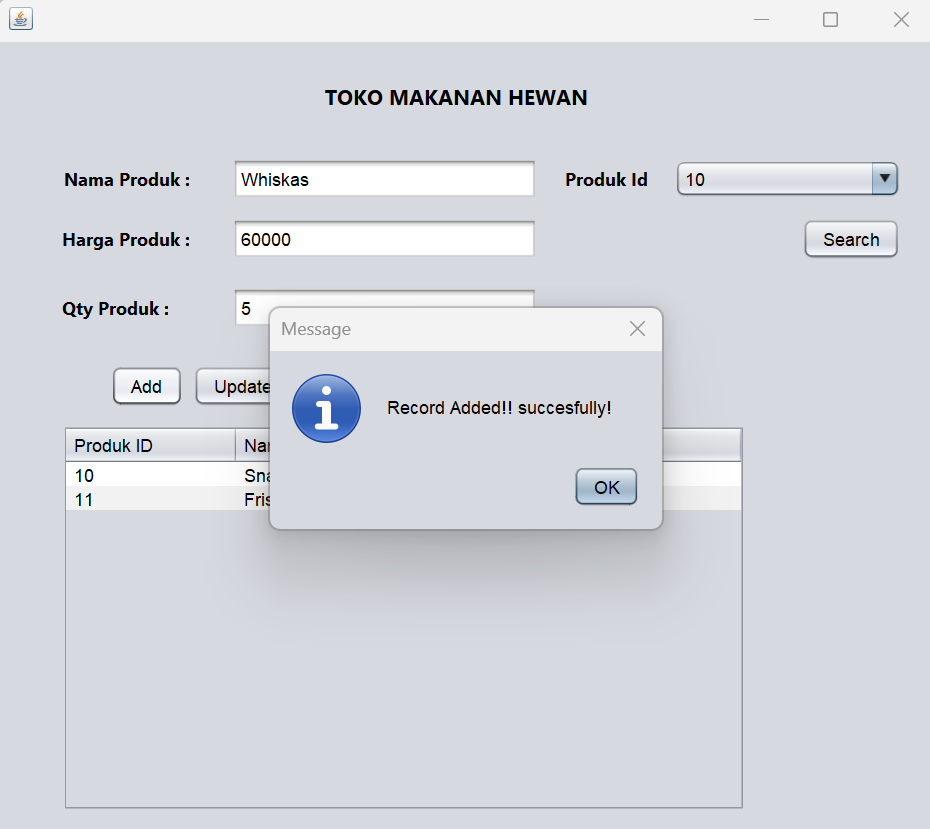 TOKO MAKANAN HEWAN
Nama Produk : Whiskas Produk Id 10
Harga Produk : 60000 Search
Qty Produk : 5
Message
Record Added!! succesfully!
OK
Add Update
Produk ID
10
11